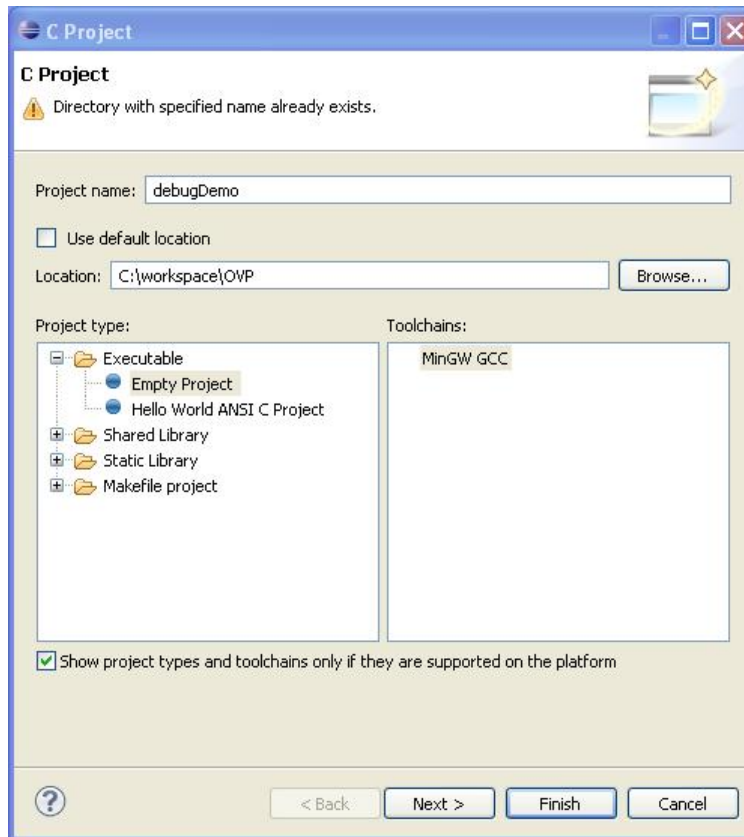 C Project
C Project
Directory with specified name already exists.
Project name: debugDemo
Use default location
Location: C:\workspace\OVP Browse...
Project type: Toolchains:
Executable MinGW GCC
Empty Project
Hello World ANSI C Project
Shared Library
Static Library
Makefile project
Show project types and toolchains only if they are supported on the platform
? < Back Next > Finish Cancel